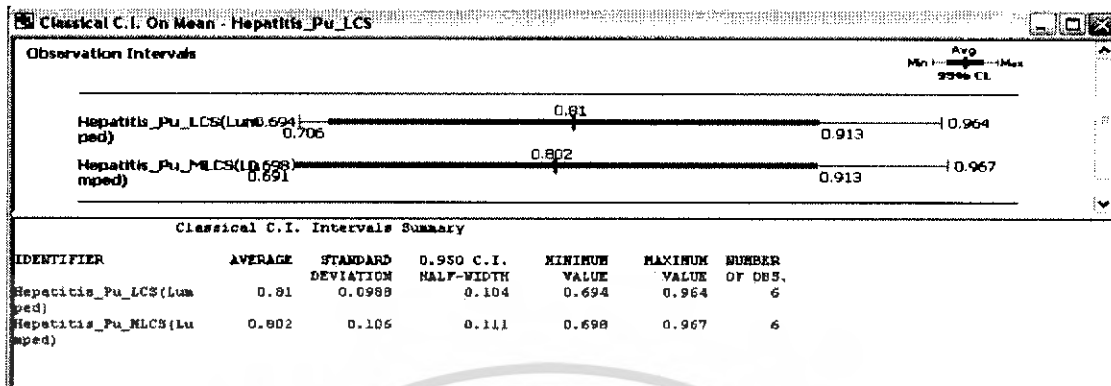 Classical C.I. On Mean - Hepatitis_Pu_LCS
Observation Intervals
Avg
Min Max
95% CL
0.81
Hepatitis_Pu_LCS(Lum 0.694 0.964
ped) 0.706 0.913
0.802
Hepatitis_Pu_MLCS(Lu 0.698 0.967
mped) 0.691 0.913
Classical C.I. Intervals Summary
IDENTIFIER AVERAGE STANDARD 0.950 C.I. MINIMUM MAXIMUM NUMBER
DEVIATION HALF-WIDTH VALUE VALUE OF OBS.
Hepatitis_Pu_LCS(Lum 0.81 0.0988 0.104 0.694 0.964 6
ped)
Hepatitis_Pu_MLCS(Lu 0.802 0.106 0.111 0.698 0.967 6
mped)